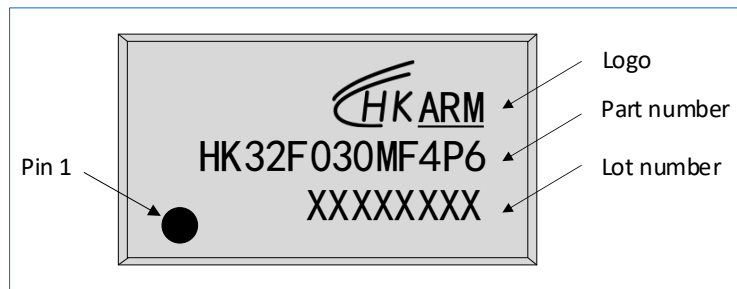 HKARM
Logo
HK32F030MF4P6
Part number
Pin 1
XXXXXXXX
Lot number